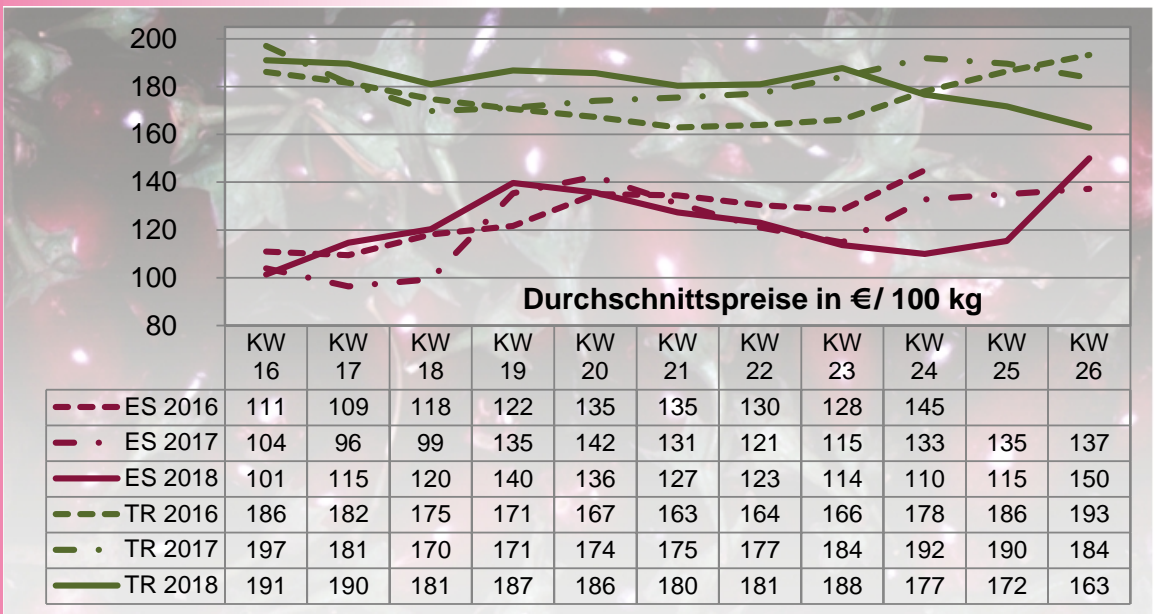 200
180
160
140
120
100
80
Durchschnittspreise in €/ 100 kg
KW 16 KW 17 KW 18 KW 19 KW 20 KW 21 KW 22 KW 23 KW 24 KW 25 KW 26
ES 2016 111 109 118 122 135 135 130 128 145
ES 2017 104 96 99 135 142 131 121 115 133 135 137
ES 2018 101 115 120 140 136 127 123 114 110 115 150
TR 2016 186 182 175 171 167 163 164 166 178 186 193
TR 2017 197 181 170 171 174 175 177 184 192 190 184
TR 2018 191 190 181 187 186 180 181 188 177 172 163